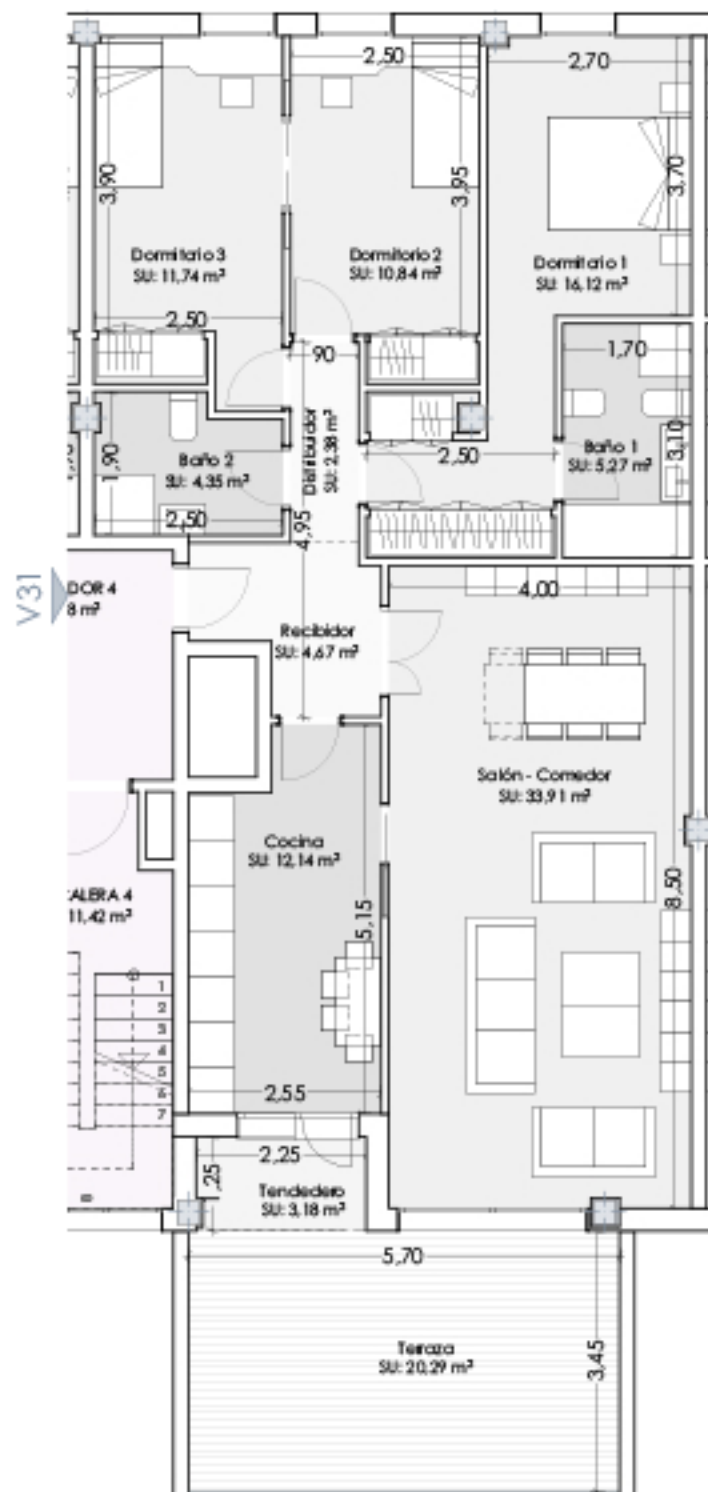 2,50
2,70
3,90
3,95
3,70
Dormitorio 3
SU: 11,74 m²
Dormitorio 2
SU: 10,84 m²
Dormitorio 1
SU: 16,12 m²
2,50
90
1,70
Distribuidor
SU: 2,38 m²
1,90
Baño 2
SU: 4,35 m²
2,50
2,50
Baño 1
SU: 5,27 m²
3,10
4,95
V31
DOR 4
8 m²
4,00
Recibidor
SU: 4,67 m²
Salón - Comedor
SU: 33,91 m²
Cocina
SU: 12,14 m²
8,50
ALERA 4
11,42 m²
5,15
1
2
3
4
5
6
7
2,55
2,25
,25
Tendedero
SU: 3,18 m²
5,70
Terraza
SU: 20,29 m²
3,45